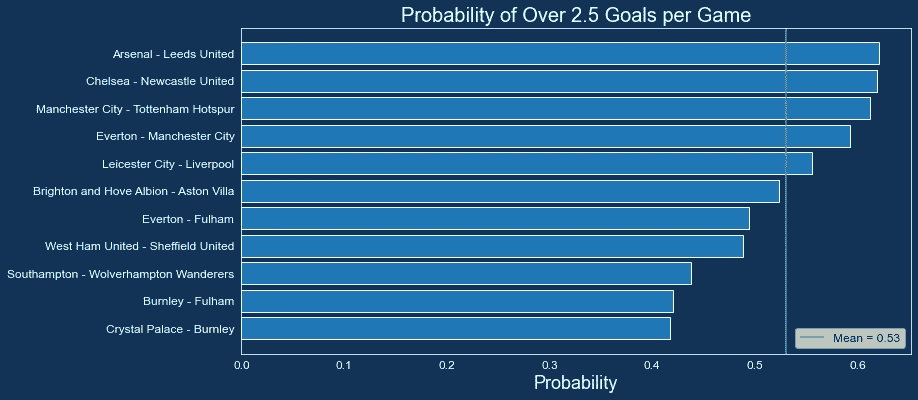 Probability of Over 2.5 Goals per Game
Arsenal - Leeds United
Chelsea - Newcastle United
Manchester City - Tottenham Hotspur
Everton - Manchester City
Leicester City - Liverpool
Brighton and Hove Albion - Aston Villa
Everton - Fulham
West Ham United - Sheffield United
Southampton - Wolverhampton Wanderers
Burnley - Fulham
Crystal Palace - Burnley
Mean = 0.53
0.0 0.1 0.2 0.3 0.4 0.5 0.6
Probability